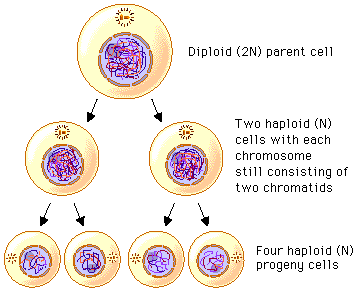 Diploid (2N) parent cell
Two haploid (N)
cells with each
chromosome
still consisting of
two chromatids
Four haploid (N)
progeny cells